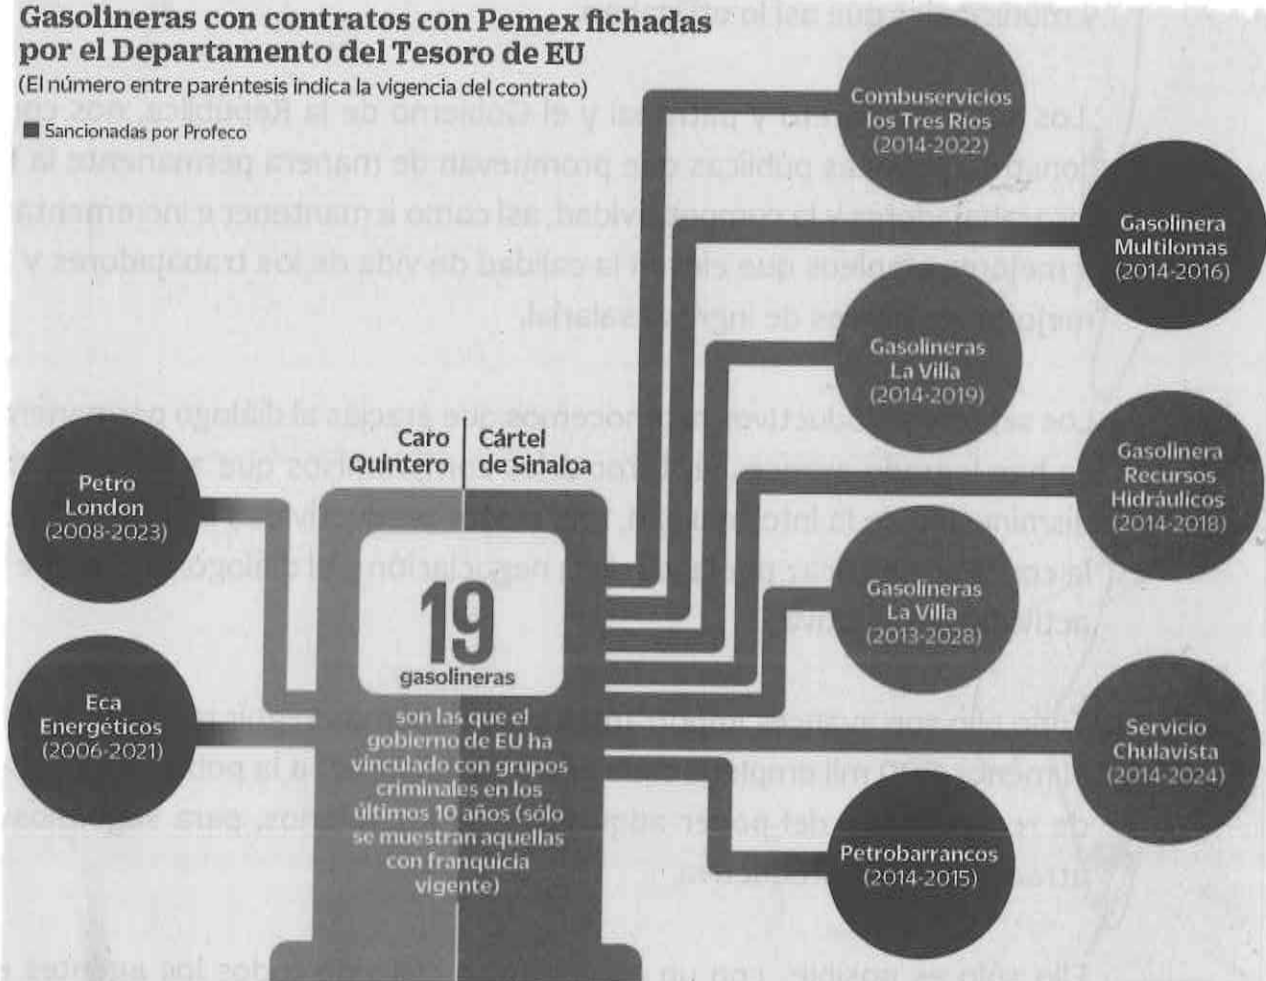 Gasolineras con contratos con Pemex fichadas
por el Departamento del Tesoro de EU
(El número entre paréntesis indica la vigencia del contrato)
Sancionadas por Profeco
Combuservicios
los Tres Ríos
(2014-2022)
Gasolinera
Multilomas
(2014-2016)
Gasolineras
La Villa
(2014-2019)
Gasolinera
Recursos
Hidráulicos
(2014-2018)
Gasolineras
La Villa
(2013-2028)
Servicio
Chulavista
(2014-2024)
Petrobarrancos
(2014-2015)
Caro
Quintero
Cártel
de Sinaloa
Petro
London
(2008-2023)
Eca
Energéticos
(2006-2021)
19
gasolineras
son las que el
gobierno de EU ha
vinculado con grupos
criminales en los
últimos 10 años (sólo
se muestran aquellas
con franquicia
vigente)